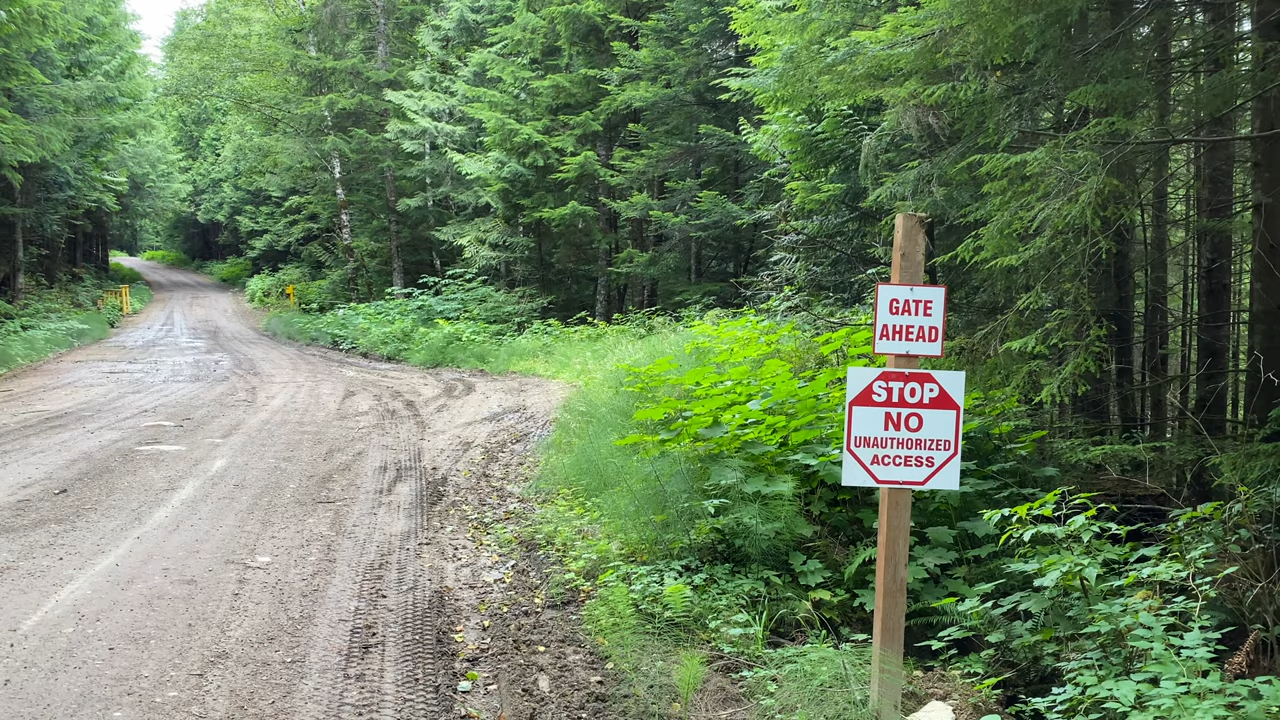 GATE
AHEAD
STOP
NO
UNAUTHORIZED
ACCESS